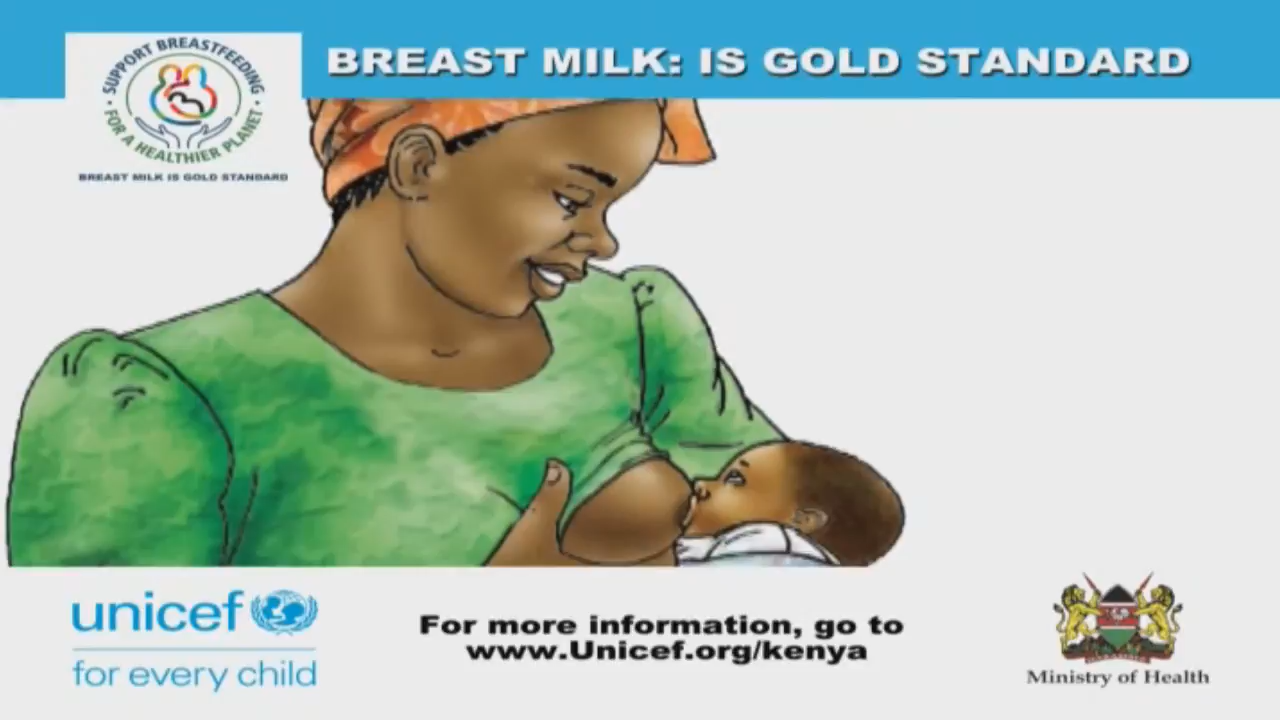 SUPPORT BREASTFEEDING
FOR A HEALTHIER PLANET
BREAST MILK IS GOLD STANDARD
BREAST MILK: IS GOLD STANDARD
unicef
for every child
For more information, go to
www.Unicef.org/kenya
Ministry of Health